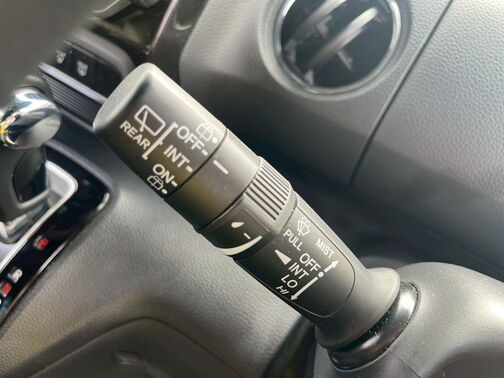 REAR
OFF
INT
ON
PULL
MIST
OFF
INT
LO
HI